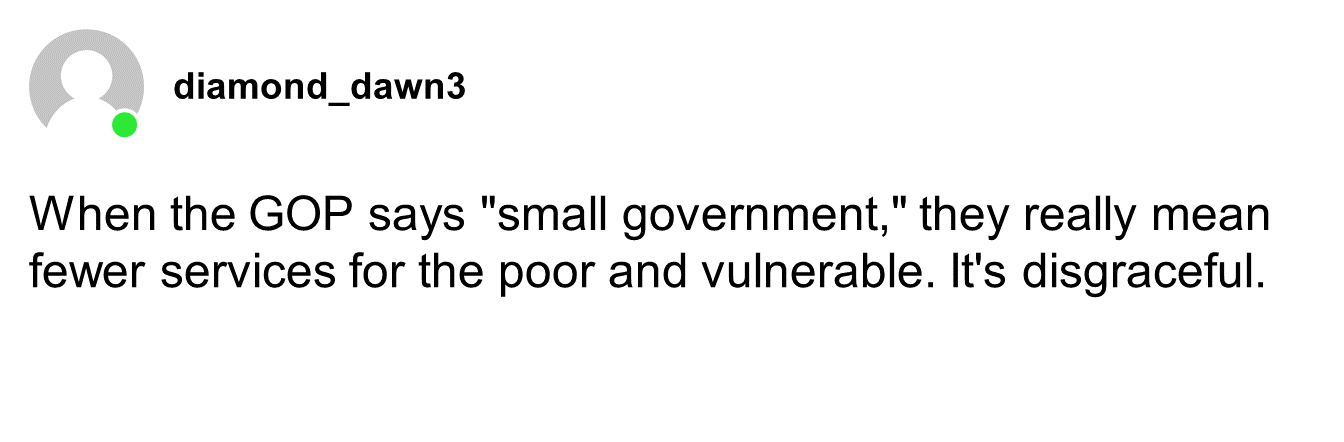 diamond_dawn3
When the GOP says "small government," they really mean
fewer services for the poor and vulnerable. It's disgraceful.